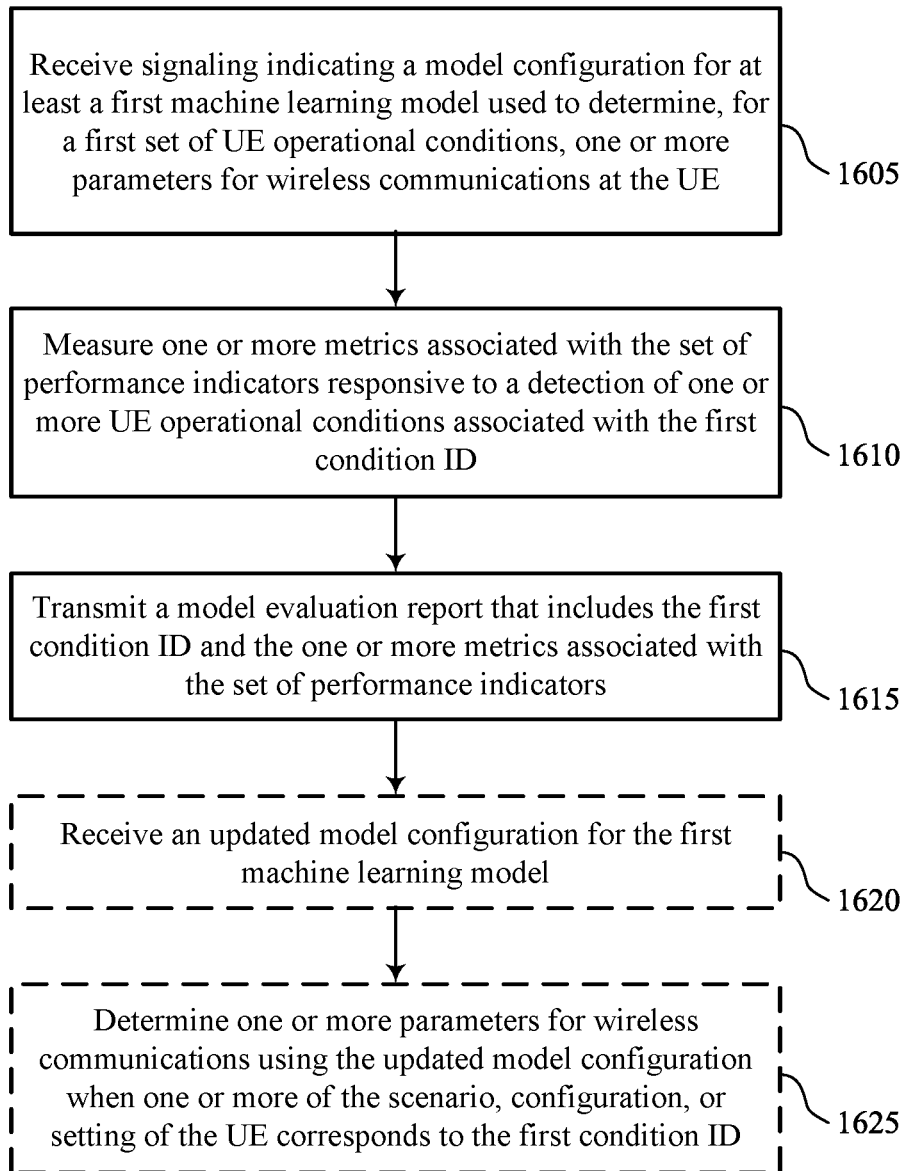 Receive signaling indicating a model configuration for at
least a first machine learning model used to determine, for
a first set of UE operational conditions, one or more
parameters for wireless communications at the UE
1605
Measure one or more metrics associated with the set of
performance indicators responsive to a detection of one or
more UE operational conditions associated with the first
condition ID
1610
Transmit a model evaluation report that includes the first
condition ID and the one or more metrics associated with
the set of performance indicators
1615
Receive an updated model configuration for the first
machine learning model
1620
Determine one or more parameters for wireless
communications using the updated model configuration
when one or more of the scenario, configuration, or
setting of the UE corresponds to the first condition ID
1625